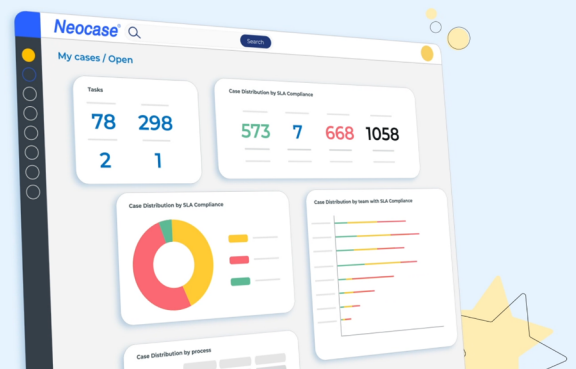 Neocase®
Search
My cases / Open
Tasks
78 298
2 1
Case Distribution by SLA Compliance
573 7 668 1058
Case Distribution by SLA Compliance
Case Distribution by team with SLA Compliance
Case Distribution by process